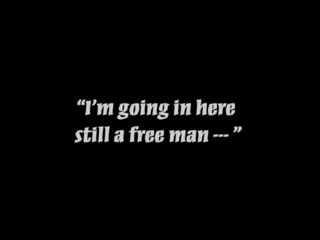 “I’m going in here
still a free man --- ”